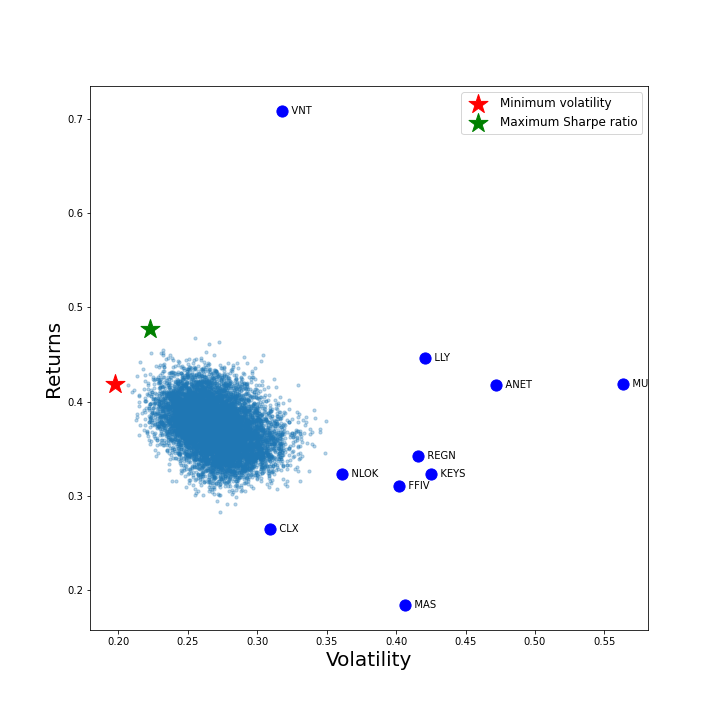 Minimum volatility
Maximum Sharpe ratio
VNT
LLY
ANET
MU
REGN
NLOK
KEYS
FFIV
CLX
MAS
0.7
0.6
0.5
0.4
0.3
0.2
Returns
0.20 0.25 0.30 0.35 0.40 0.45 0.50 0.55
Volatility